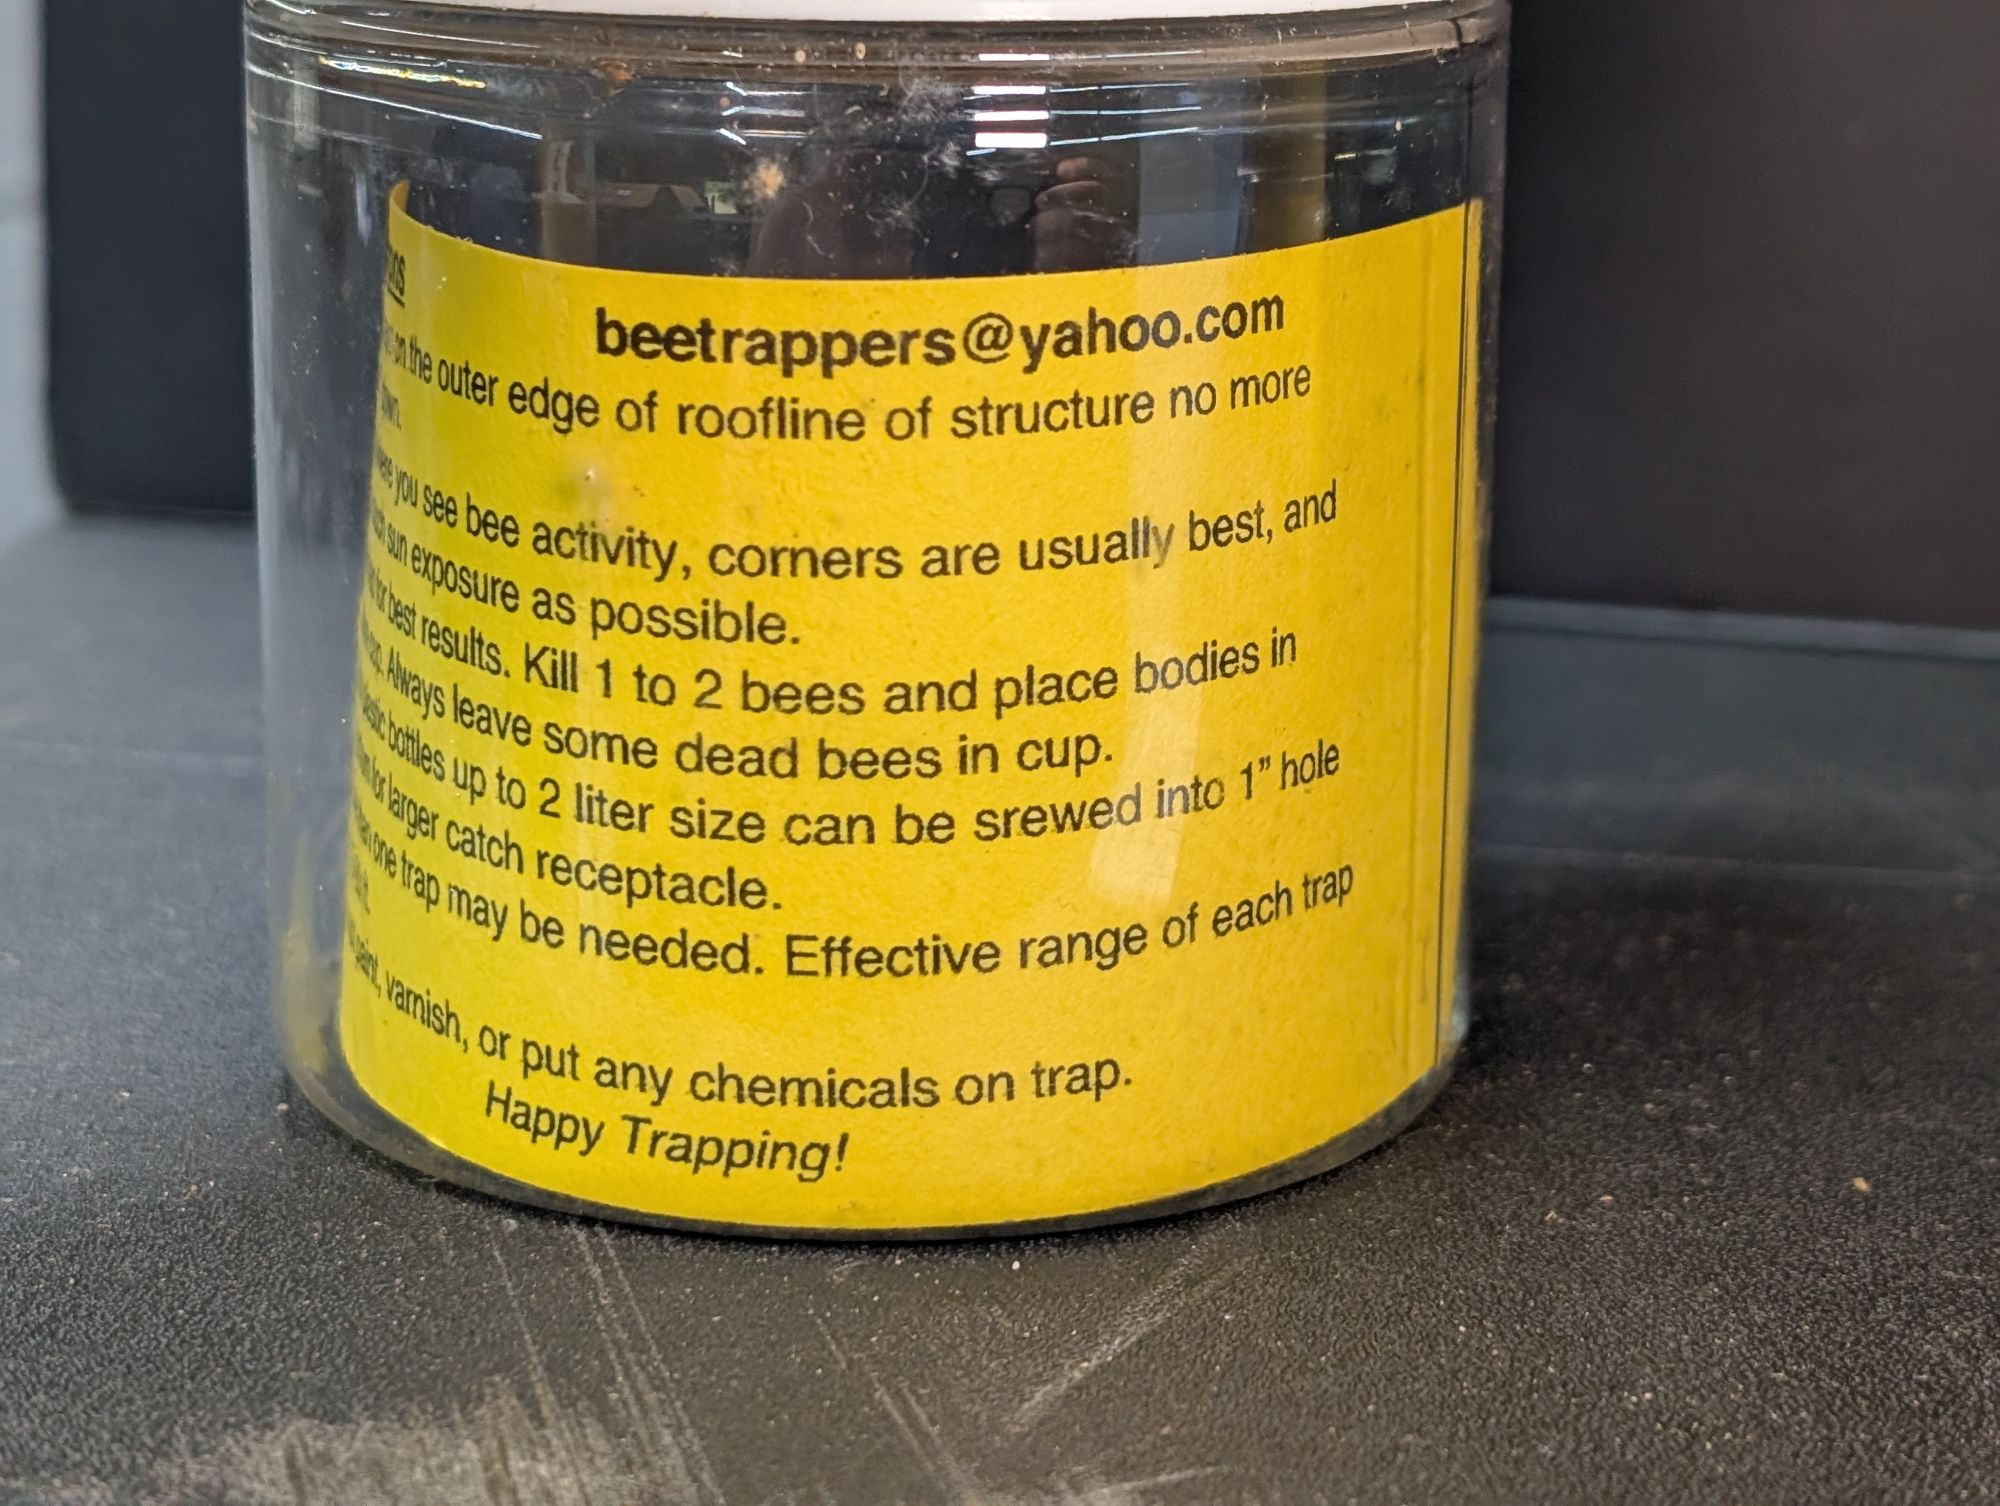 beetrappers@yahoo.com
on the outer edge of roofline of structure no more
you see bee activity, corners are usually best, and
sun exposure as possible.
for best results. Kill 1 to 2 bees and place bodies in
Always leave some dead bees in cup.
bottles up to 2 liter size can be srewed into 1" hole
for larger catch receptacle.
one trap may be needed. Effective range of each trap
paint, varnish, or put any chemicals on trap.
Happy Trapping!